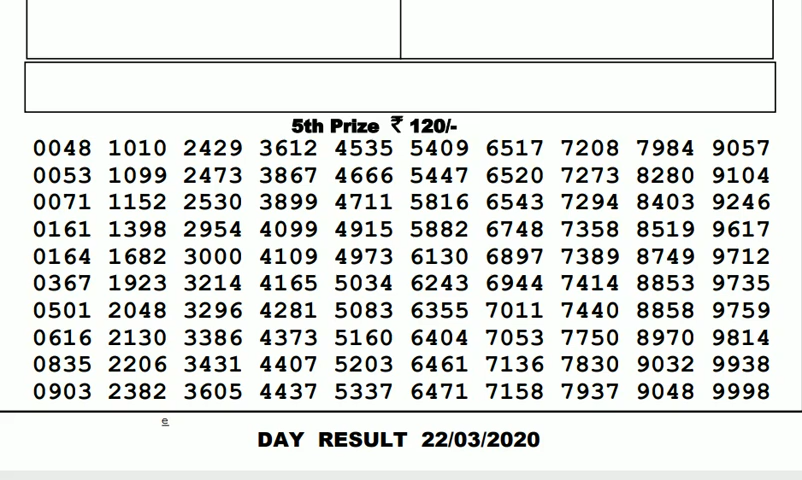 5th Prize ₹ 120/-
0048 1010 2429 3612 4535 5409 6517 7208 7984 9057
0053 1099 2473 3867 4666 5447 6520 7273 8280 9104
0071 1152 2530 3899 4711 5816 6543 7294 8403 9246
0161 1398 2954 4099 4915 5882 6748 7358 8519 9617
0164 1682 3000 4109 4973 6130 6897 7389 8749 9712
0367 1923 3214 4165 5034 6243 6944 7414 8853 9735
0501 2048 3296 4281 5083 6355 7011 7440 8858 9759
0616 2130 3386 4373 5160 6404 7053 7750 8970 9814
0835 2206 3431 4407 5203 6461 7136 7830 9032 9938
0903 2382 3605 4437 5337 6471 7158 7937 9048 9998
e
DAY RESULT 22/03/2020